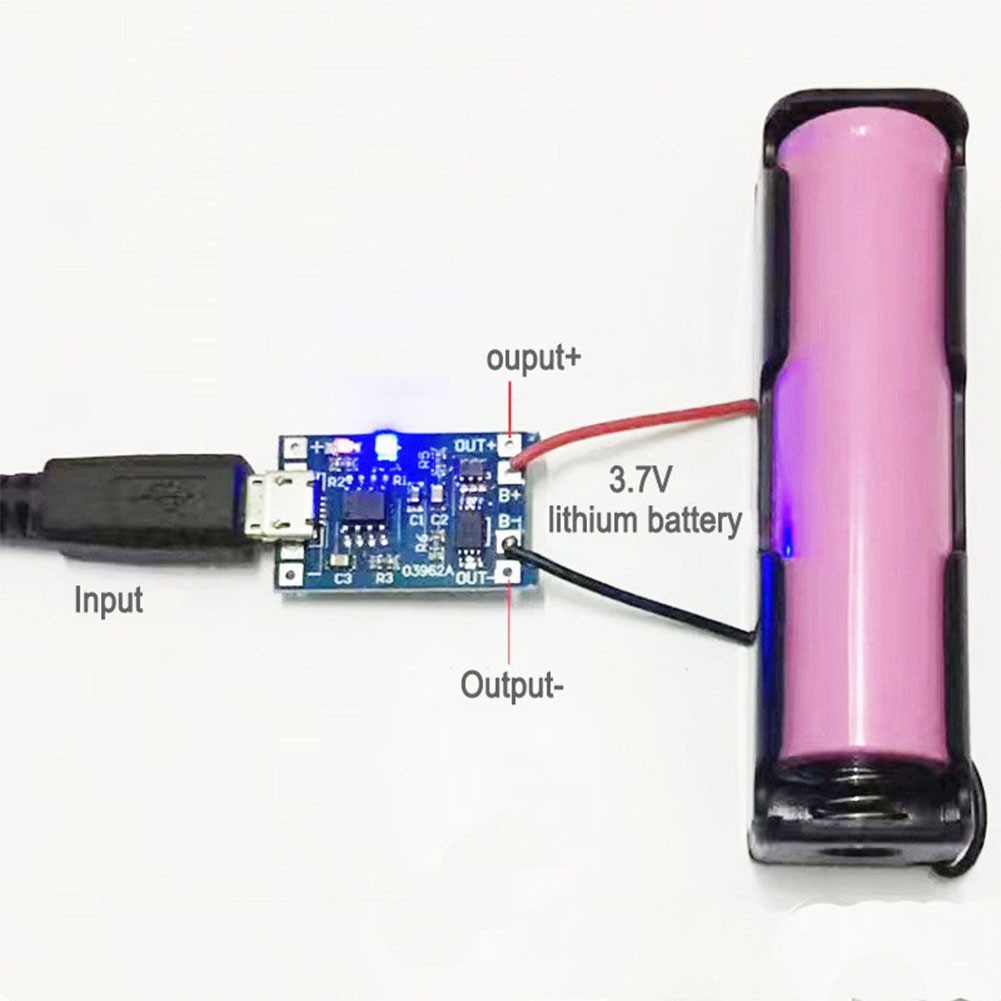 ouput+
OUT+
+
R5
R2
R1
B+
3.7V
lithium battery
B-
C1
C2
R6
C3
R3
03962A
OUT-
Input
Output-